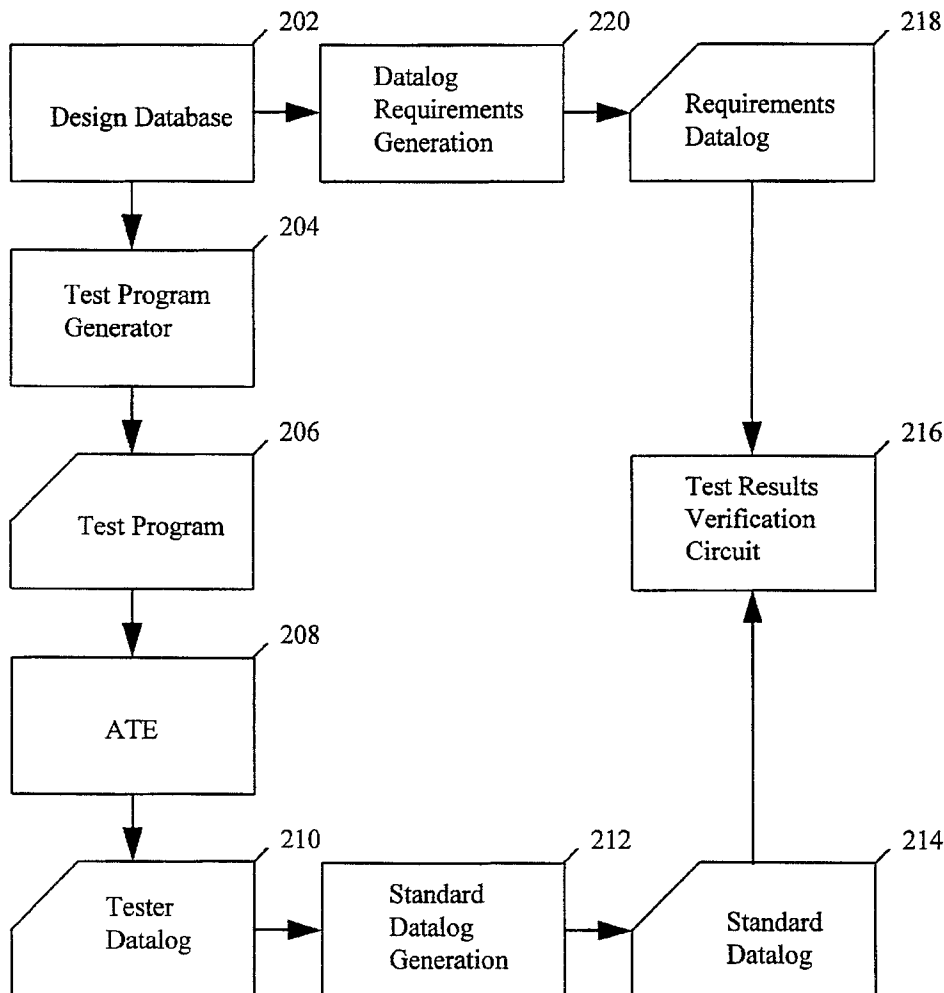 202
220
218
Design Database
Datalog
Requirements
Generation
Requirements
Datalog
204
Test Program
Generator
206
Test Program
216
Test Results
Verification
Circuit
208
ATE
210
Tester
Datalog
212
Standard
Datalog
Generation
214
Standard
Datalog